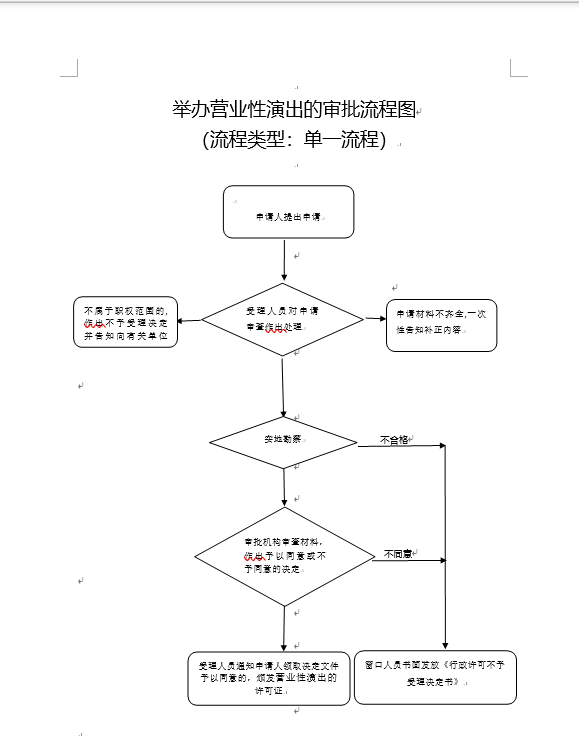 举办营业性演出的审批流程图
（流程类型：单一流程）
申请人提出申请
受理人员对申请
审查作出处理
不属于职权范围的,
作出不予受理决定
并告知向有关单位
申请材料不齐全,一次
性告知补正内容
实地勘察
不合格
审批机构审查材料,
作出予以同意或不
予同意的决定
不同意
受理人员通知申请人领取决定文件
予以同意的，颁发营业性演出的
许可证
窗口人员书面发放《行政许可不予
受理决定书》